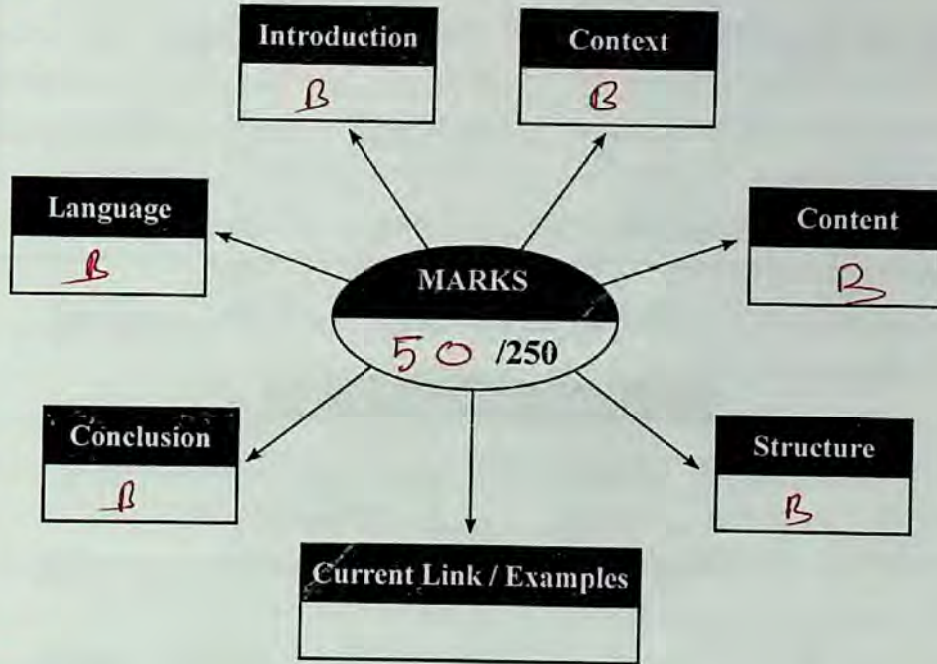 Introduction
B
Context
B
Language
B
Content
B
MARKS
50 /250
Conclusion
B
Structure
B
Current Link / Examples